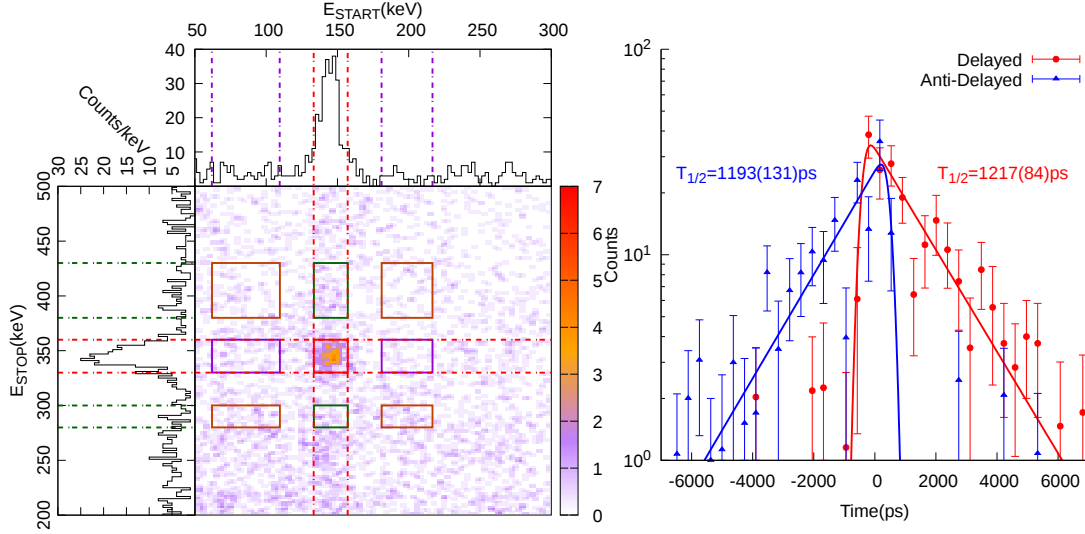 E_START(keV)
50 100 150 200 250 300
40
30
20
10
Counts/keV
30 25 20 15 10 5
500
450
400
350
300
250
200
E_STOP(keV)
7
6
5
4
3
2
1
0
Counts
10^2
10^1
10^0
Delayed
Anti-Delayed
T_1/2=1193(131)ps
T_1/2=1217(84)ps
-6000 -4000 -2000 0 2000 4000 6000
Time(ps)